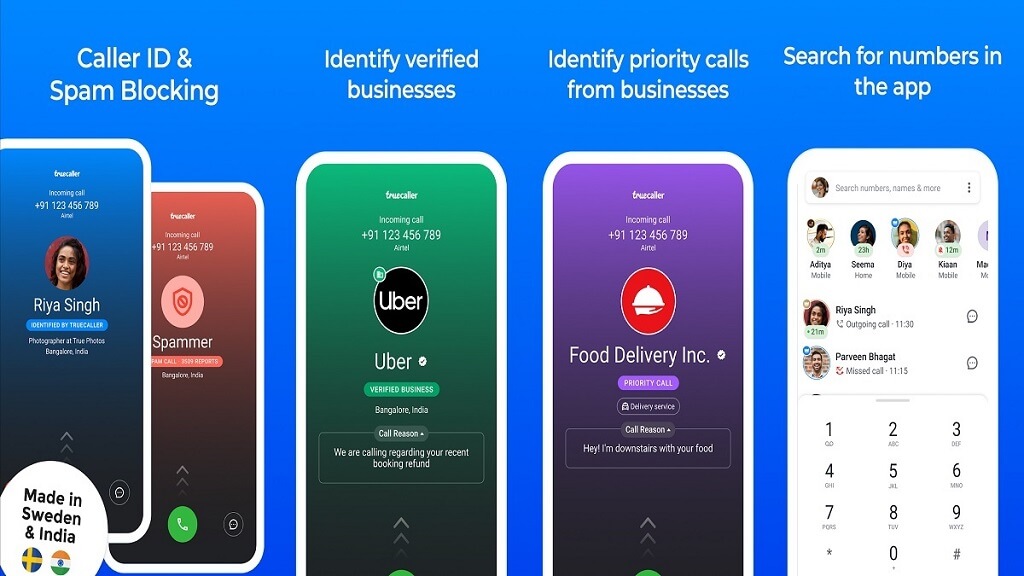 Caller ID &
Spam Blocking
truecaller
Incoming call
+91 123 456 789
Airtel
Riya Singh
IDENTIFIED BY TRUECALLER
Photographer at True Photos
Bangalore, India
Made in
Sweden
& India
truecaller
Incoming call
+91 123 456 789
Airtel
Spammer
CALL · 3509 REPORTS
Bangalore, India
Identify verified
businesses
truecaller
Incoming call
+91 123 456 789
Airtel
Uber
Uber
VERIFIED BUSINESS
Bangalore, India
Call Reason
We are calling regarding your recent
booking refund
Identify priority calls
from businesses
truecaller
Incoming call
+91 123 456 789
Airtel
Food Delivery Inc.
PRIORITY CALL
Delivery service
Call Reason
Hey! I'm downstairs with your food
Search for numbers in
the app
Search numbers, names & more
2m 23h 12m
Aditya Seema Diya Kiaan
Mobile Home Mobile Mobile
Riya Singh
Outgoing call · 11:30
21m
Parveen Bhagat
Missed call · 11:15
1 2 3
ABC DEF
4 5 6
GHI JKL MNO
7 8 9
PQRS TUV WXYZ
* 0 #
+